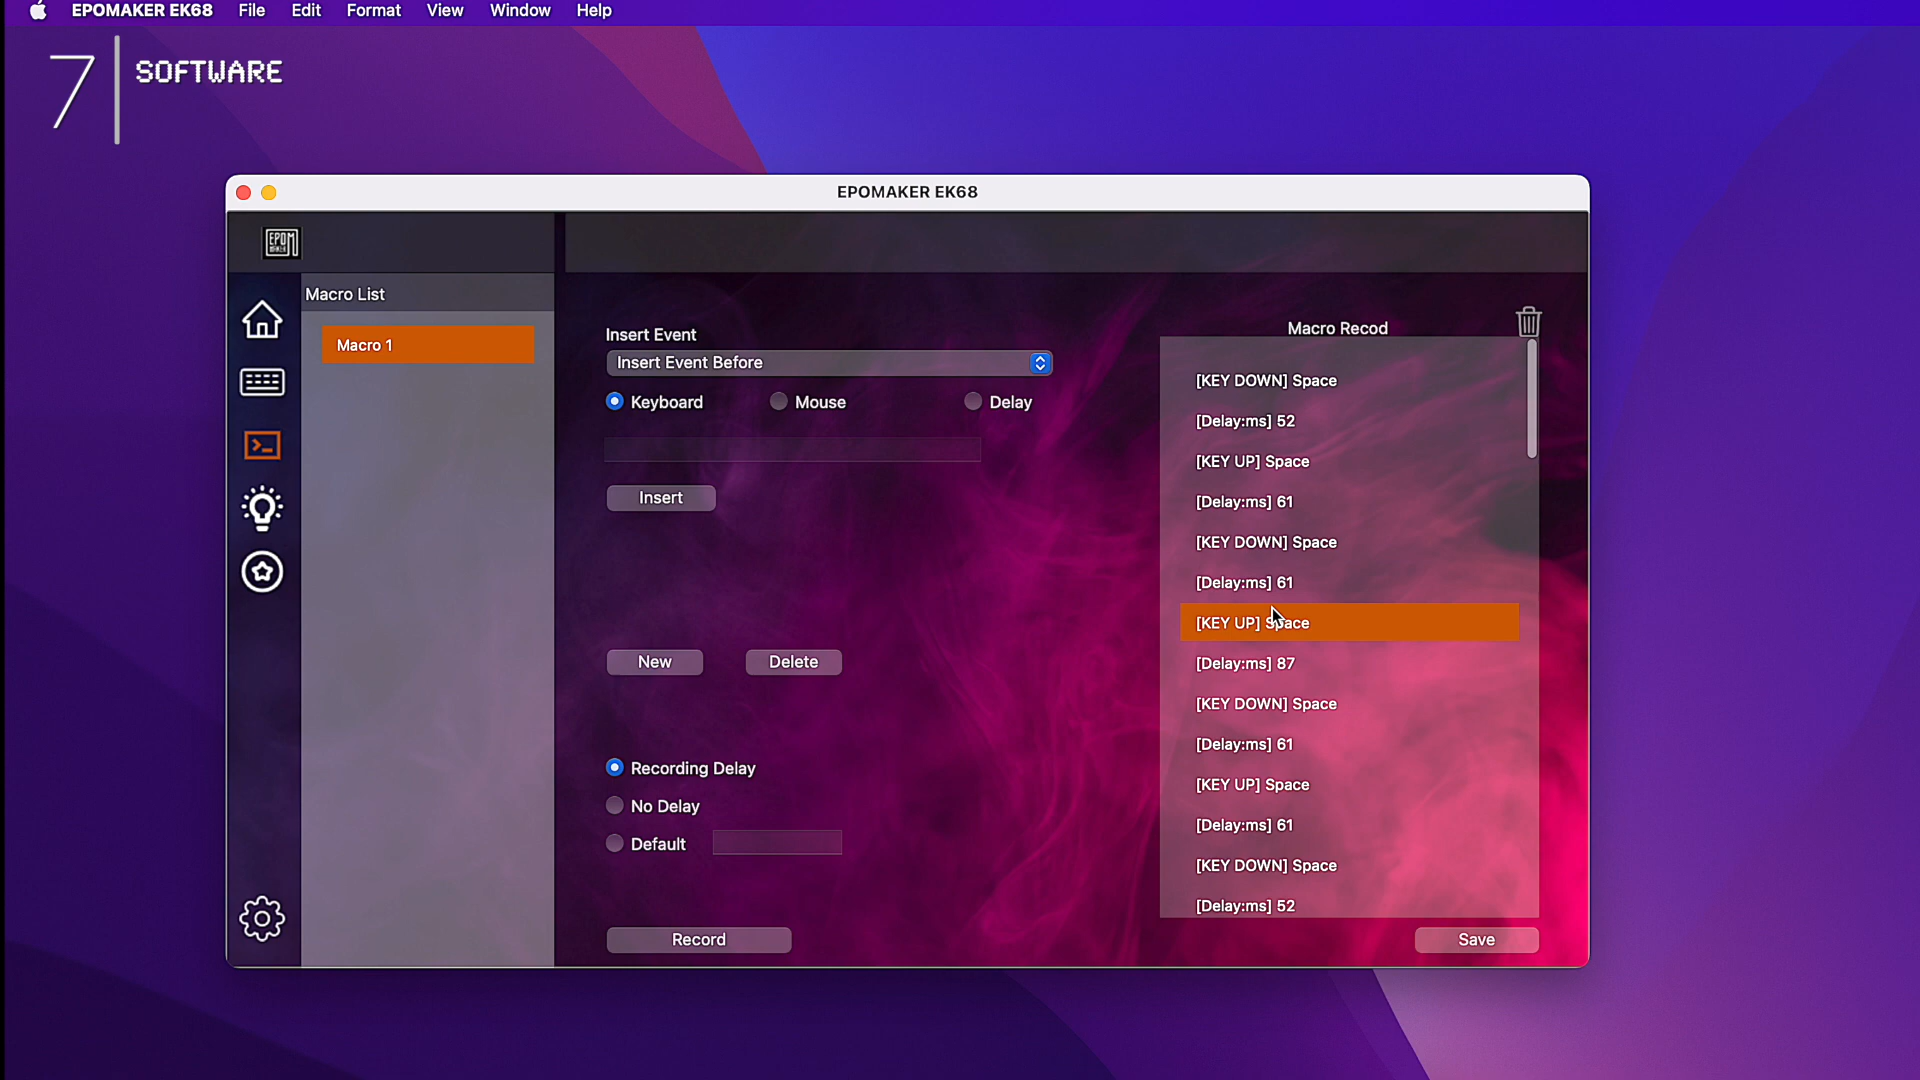 EPOMAKER EK68 File Edit Format View Window Help
7 SOFTWARE
EPOMAKER EK68
EPOM
MAKER
Macro List
Macro 1
Insert Event
Insert Event Before
Keyboard Mouse Delay
Insert
New Delete
Recording Delay
No Delay
Default
Record
Macro Recod
[KEY DOWN] Space
[Delay:ms] 52
[KEY UP] Space
[Delay:ms] 61
[KEY DOWN] Space
[Delay:ms] 61
[KEY UP] Space
[Delay:ms] 87
[KEY DOWN] Space
[Delay:ms] 61
[KEY UP] Space
[Delay:ms] 61
[KEY DOWN] Space
[Delay:ms] 52
Save